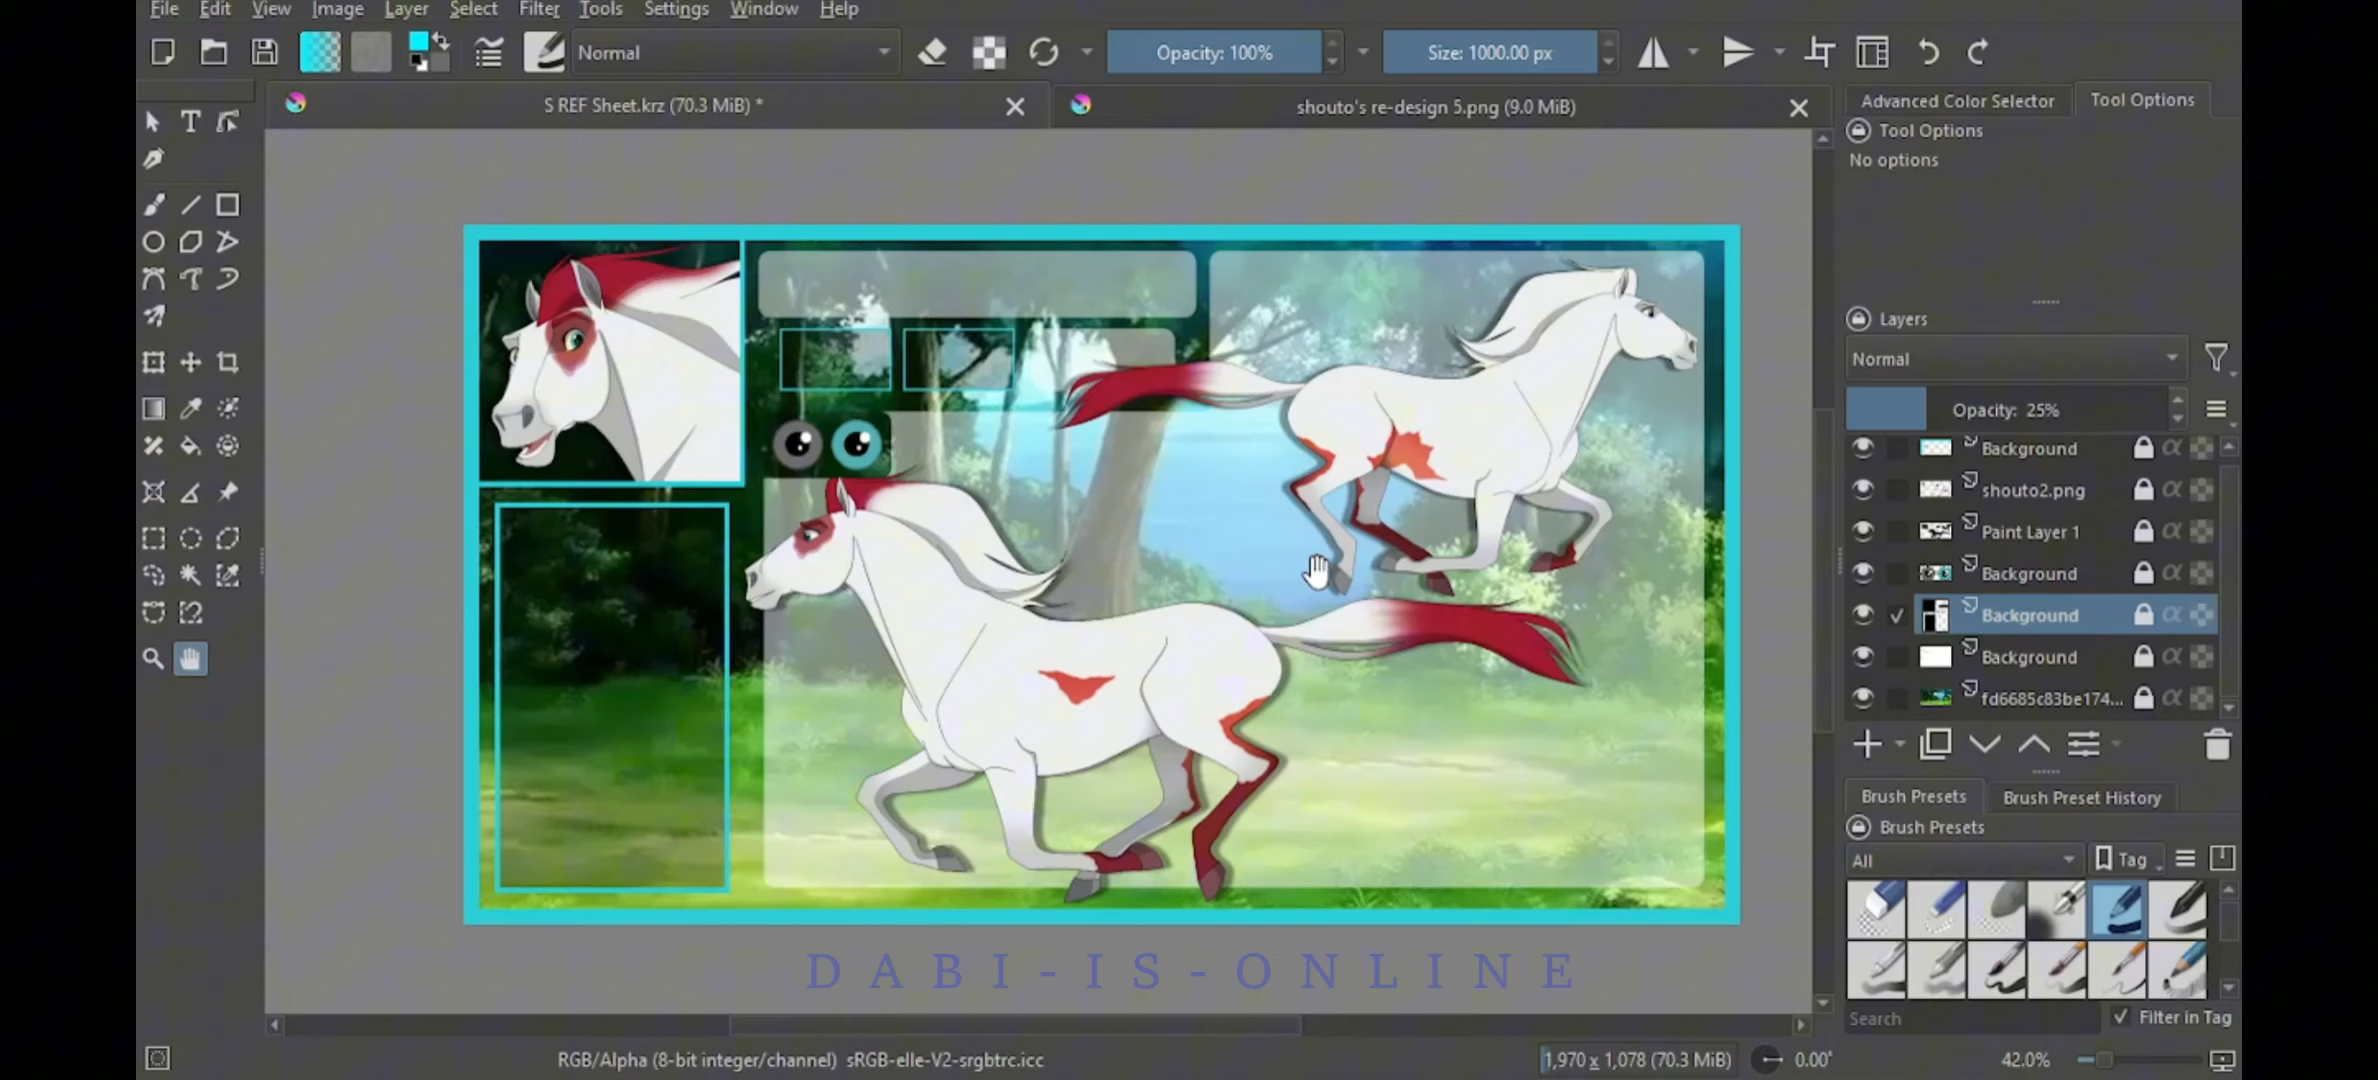 File Edit View Image Layer Select Filter Tools Settings Window Help
Normal
Opacity: 100%
Size: 1000.00 px
S REF Sheet.krz (70.3 MiB) *
shouto's re-design 5.png (9.0 MiB)
Advanced Color Selector
Tool Options
Tool Options
No options
Layers
Normal
Opacity: 25%
Background
shouto2.png
Paint Layer 1
Background
Background
Background
fd6685c83be174...
Brush Presets
Brush Preset History
Brush Presets
All
Tag
Search
Filter in Tag
DABI-IS-ONLINE
RGB/Alpha (8-bit integer/channel) sRGB-elle-V2-srgbtrc.icc
1,970 x 1,078 (70.3 MiB)
0.00°
42.0%